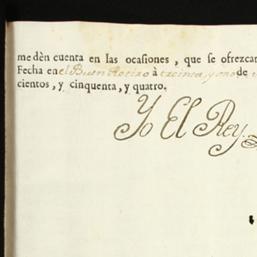 me dèn cuenta en las ocasiones, que se ofrezcan
Fecha en el Buen Retiro à treinta, y uno de
cientos, y cinquenta, y quatro.
Yo El Rey.